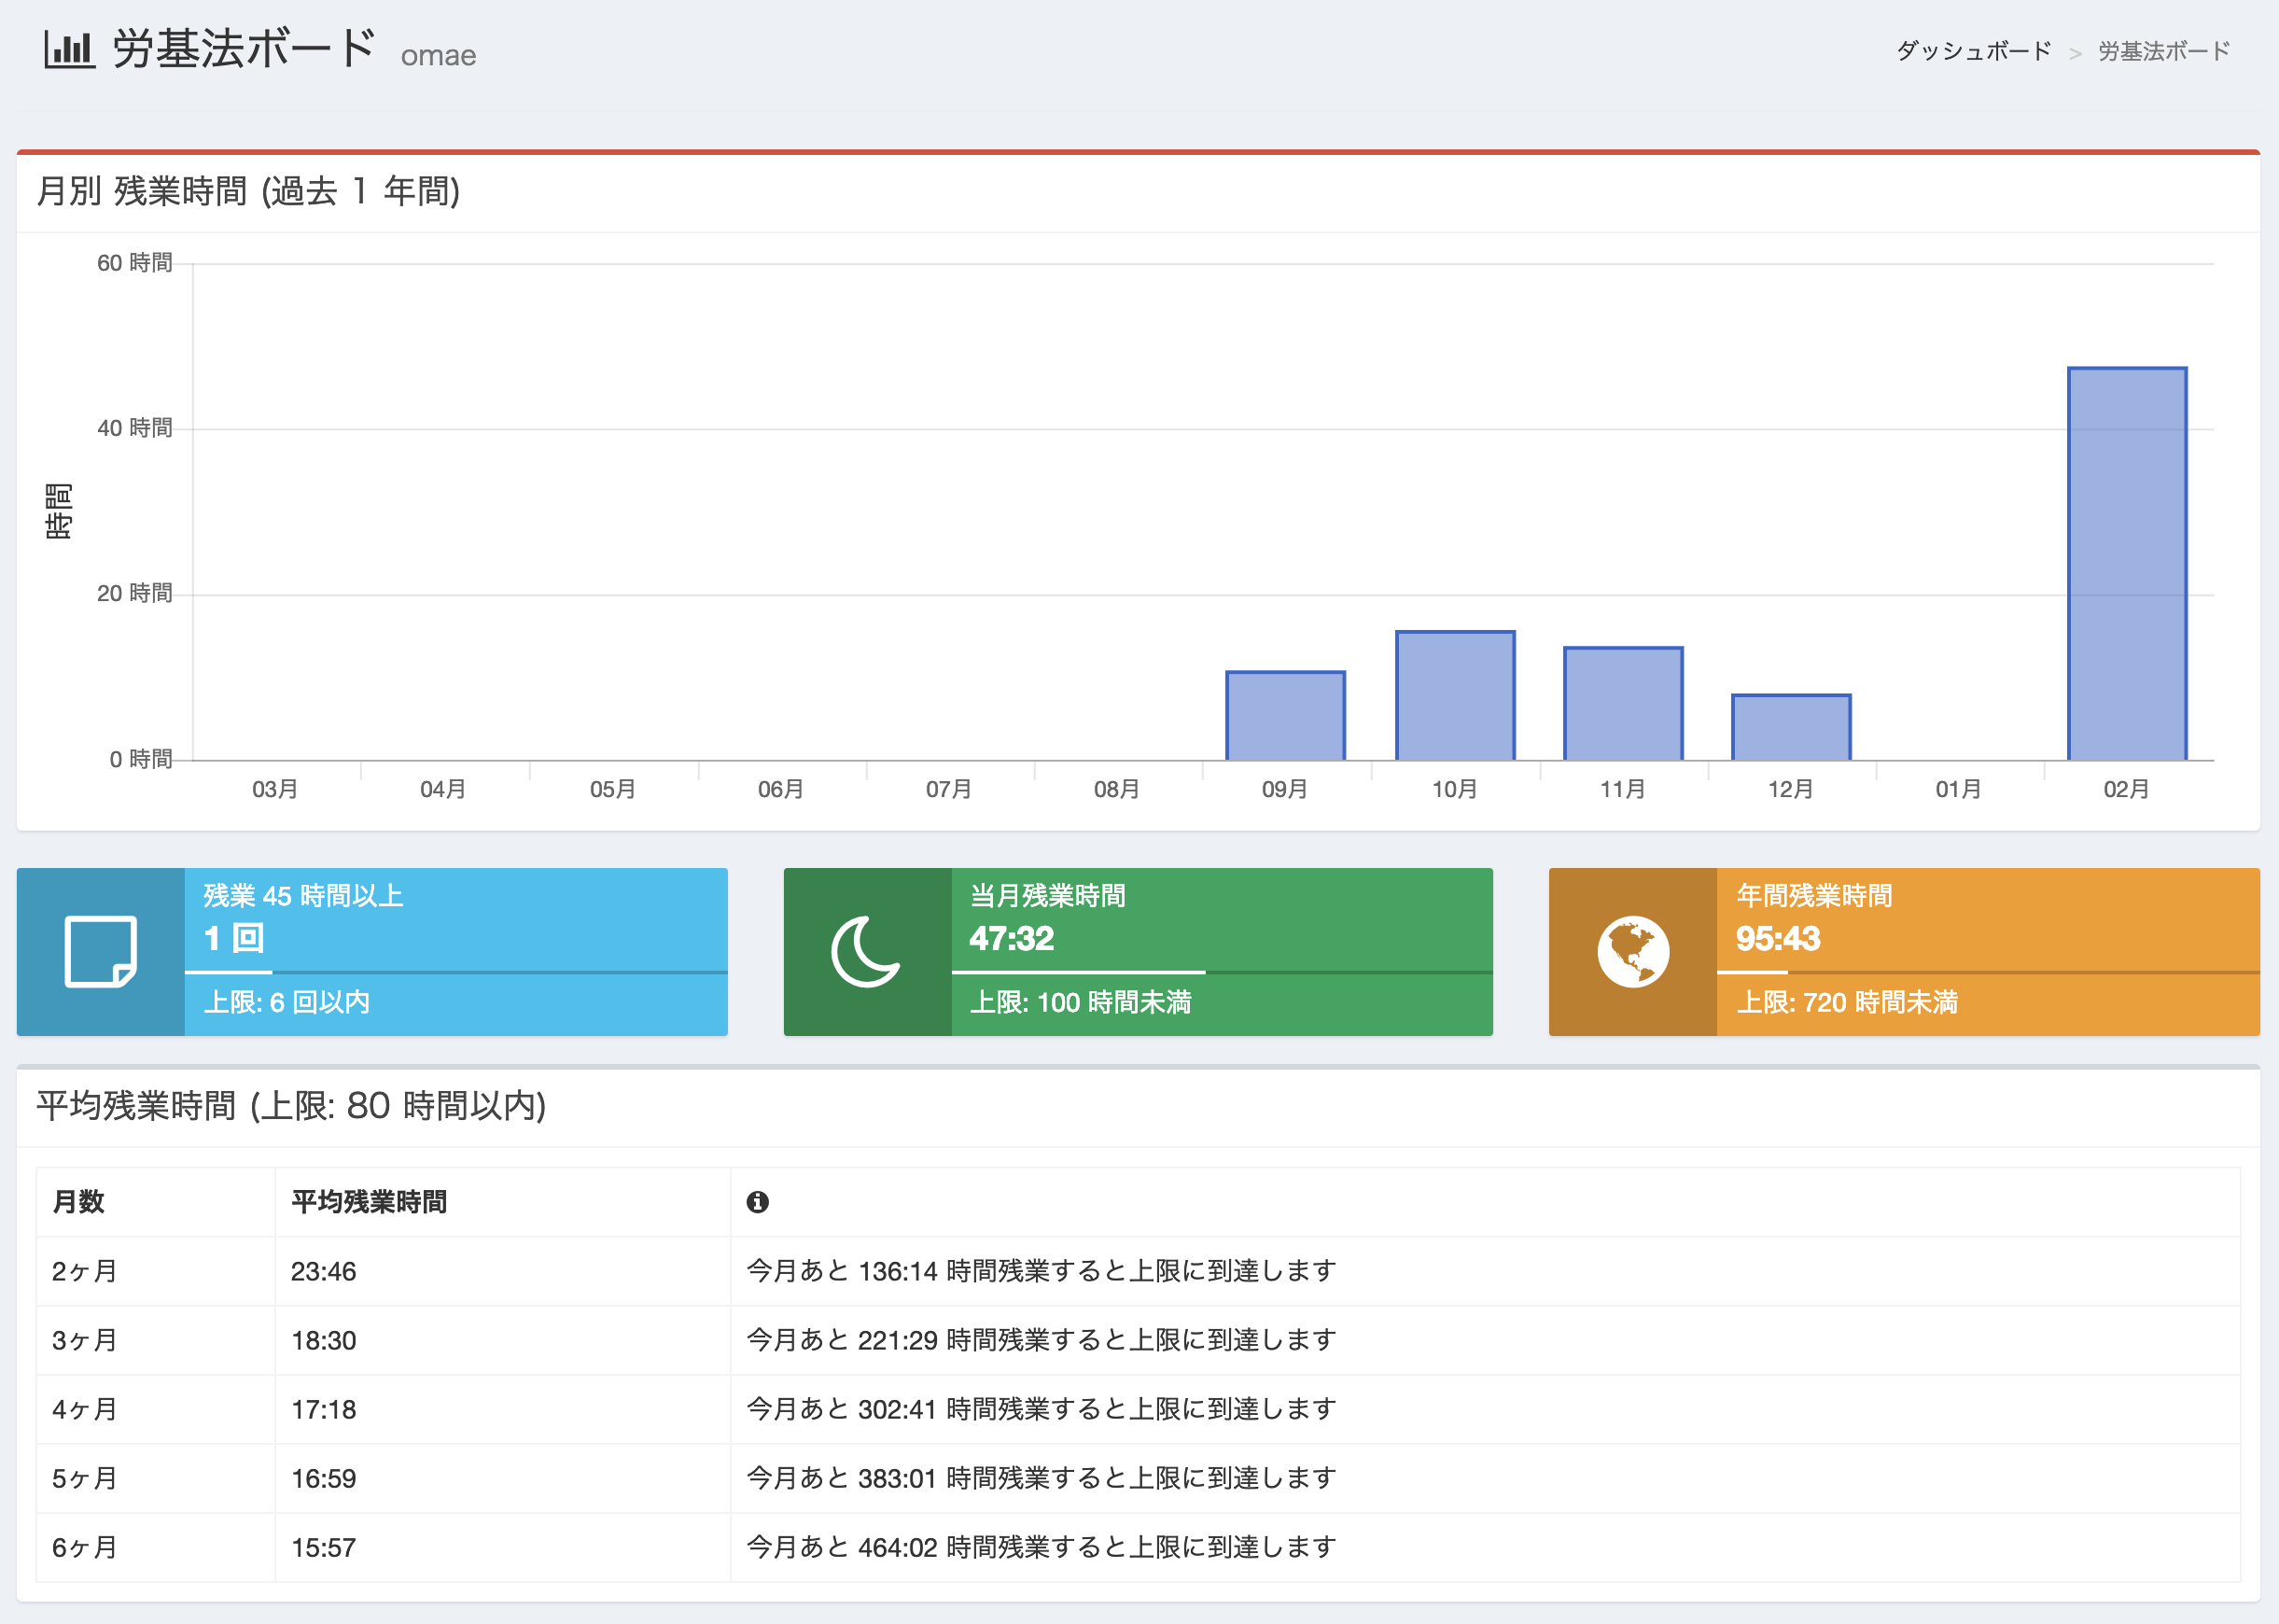 労基法ボード omae
ダッシュボード > 労基法ボード
月別 残業時間 (過去 1 年間)
60 時間
40 時間
20 時間
0 時間
時間
03月 04月 05月 06月 07月 08月 09月 10月 11月 12月 01月 02月
残業 45 時間以上
1 回
上限: 6 回以内
当月残業時間
47:32
上限: 100 時間未満
年間残業時間
95:43
上限: 720 時間未満
平均残業時間 (上限: 80 時間以内)
月数 平均残業時間
2ヶ月 23:46 今月あと 136:14 時間残業すると上限に到達します
3ヶ月 18:30 今月あと 221:29 時間残業すると上限に到達します
4ヶ月 17:18 今月あと 302:41 時間残業すると上限に到達します
5ヶ月 16:59 今月あと 383:01 時間残業すると上限に到達します
6ヶ月 15:57 今月あと 464:02 時間残業すると上限に到達します